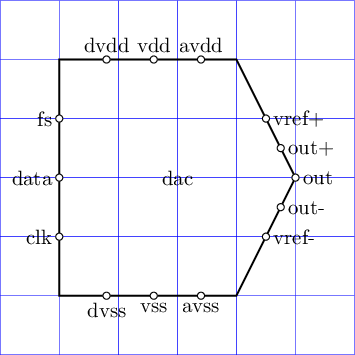 dvdd vdd avdd
fs vref+
out+
data dac out
out-
clk vref-
dvss vss avss